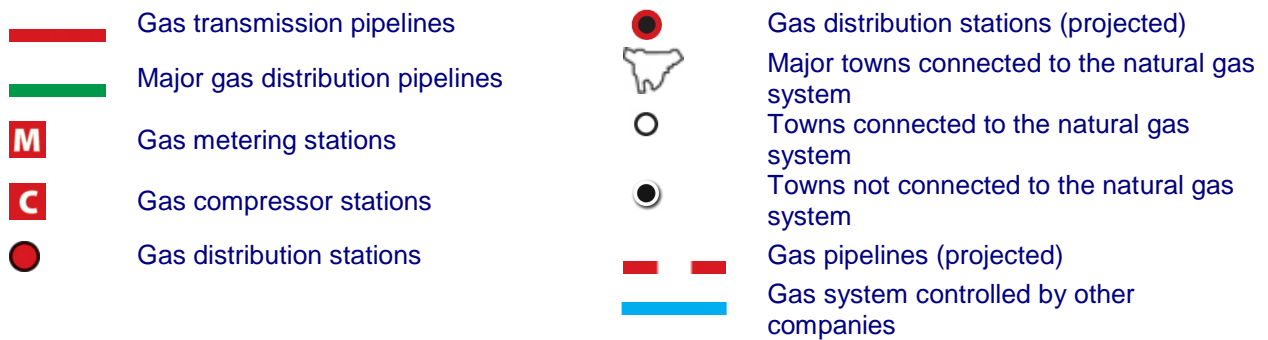 Gas transmission pipelines
Major gas distribution pipelines
M
Gas metering stations
C
Gas compressor stations
Gas distribution stations
Gas distribution stations (projected)
Major towns connected to the natural gas
system
Towns connected to the natural gas
system
Towns not connected to the natural gas
system
Gas pipelines (projected)
Gas system controlled by other
companies